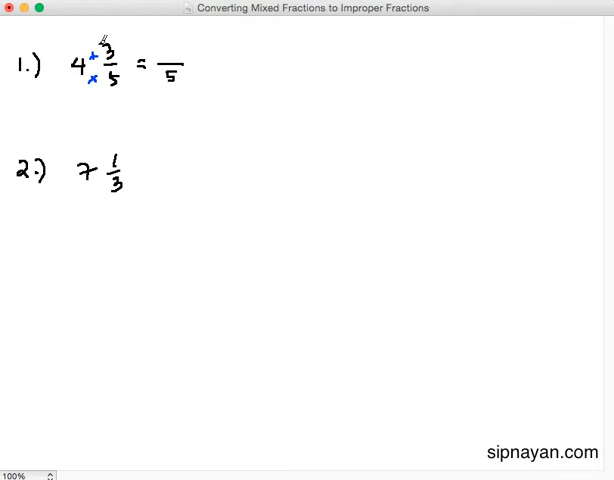 Converting Mixed Fractions to Improper Fractions
1.) 4 + 3/5 = /5
×
2.) 7 1/3
sipnayan.com
100%